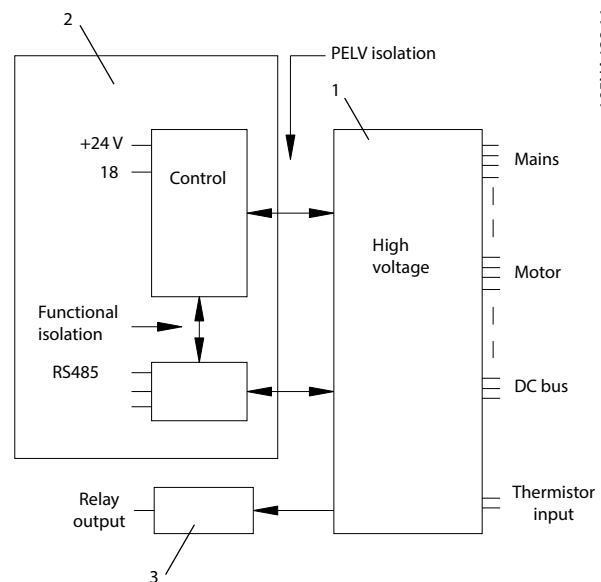 2
PELV isolation
1
+24 V
18
Control
Mains
High
voltage
Motor
Functional
isolation
RS485
DC bus
Relay
output
Thermistor
input
3